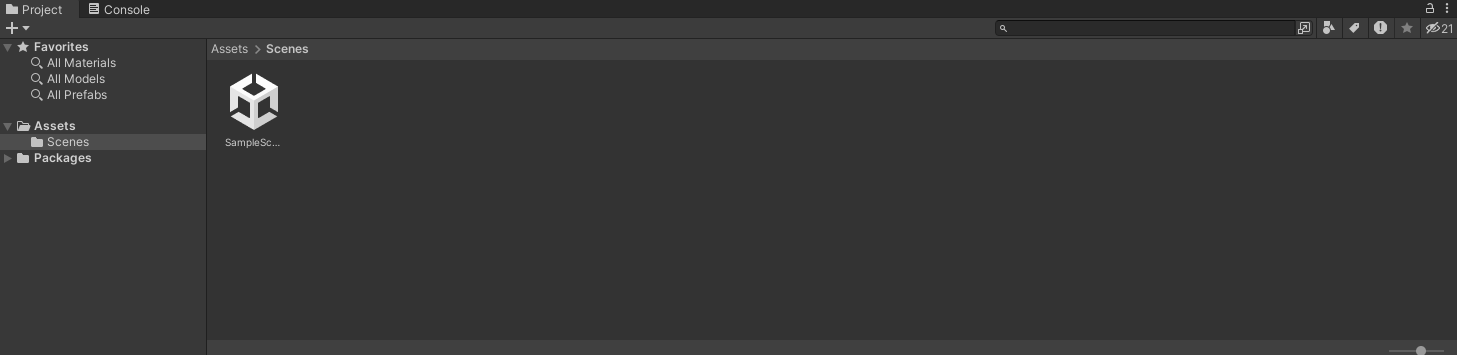 Project
Console
21
Favorites
Assets > Scenes
All Materials
All Models
All Prefabs
Assets
Scenes
Packages
SampleSc...